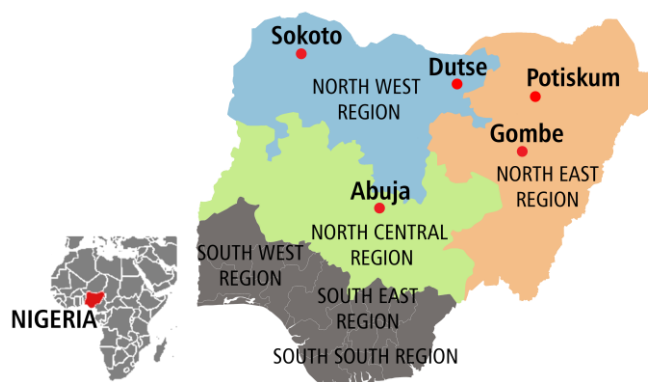 Sokoto
Dutse
Potiskum
NORTH WEST
REGION
Gombe
NORTH EAST
REGION
Abuja
NORTH CENTRAL
REGION
SOUTH WEST
REGION
SOUTH EAST
REGION
SOUTH SOUTH REGION
NIGERIA